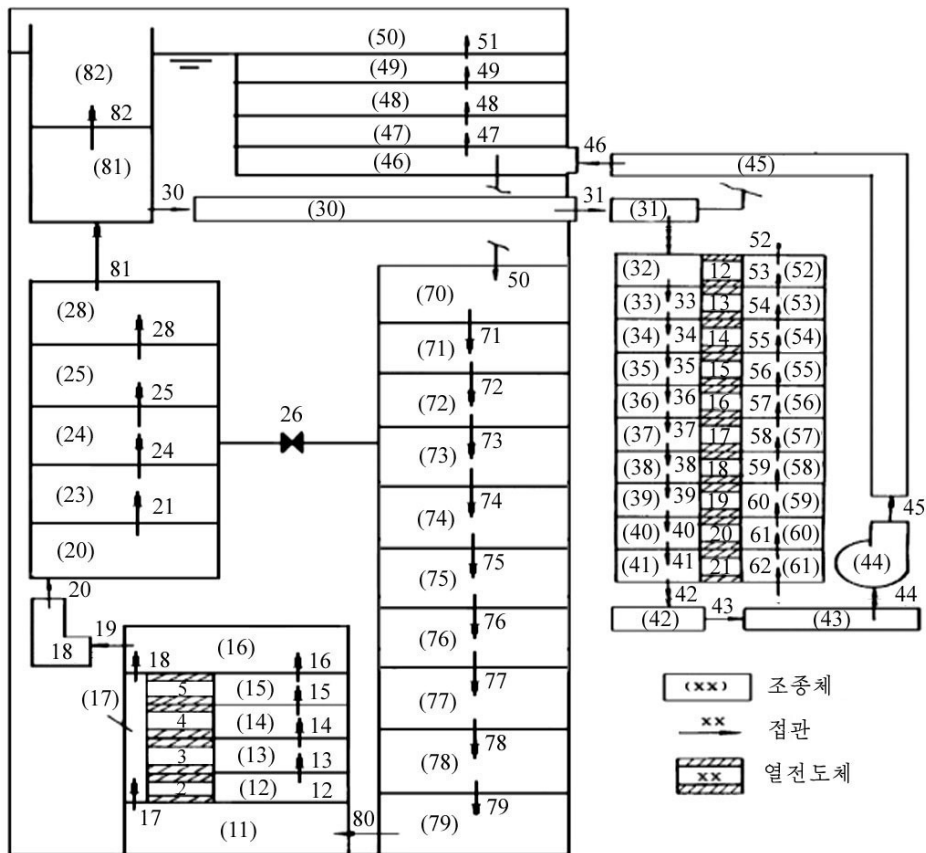 (50) 51
(82) (49) 49
82 (48) 48
(81) (47) 47
(46) 46 (45)
30 (30) 31 (31)
81 50 52
(28) (70) (32) 12 53 (52)
28 71 (33) 33 13 54 (53)
(25) (71) (34) 34 14 55 (54)
25 (72) 72 (35) 35 15 56 (55)
(24) 26 (36) 36 16 57 (56)
24 (73) 73 (37) 37 17 58 (57)
(23) 21 (74) 74 (38) 38 18 59 (58)
(20) (75) 75 (39) 39 19 60 (59) 45
20 (76) 76 (40) 40 20 61 (60) (44)
18 19 (16) (41) 41 21 62 (61)
42 44
(42) 43 (43)
18 16
(17) 5 (15) 15 (77) 77
4 (14) 14
3 (13) 13 (78) 78
2 (12) 12
17 (11) 80 (79) 79
(xx) 조종체
xx 접관
xx 열전도체